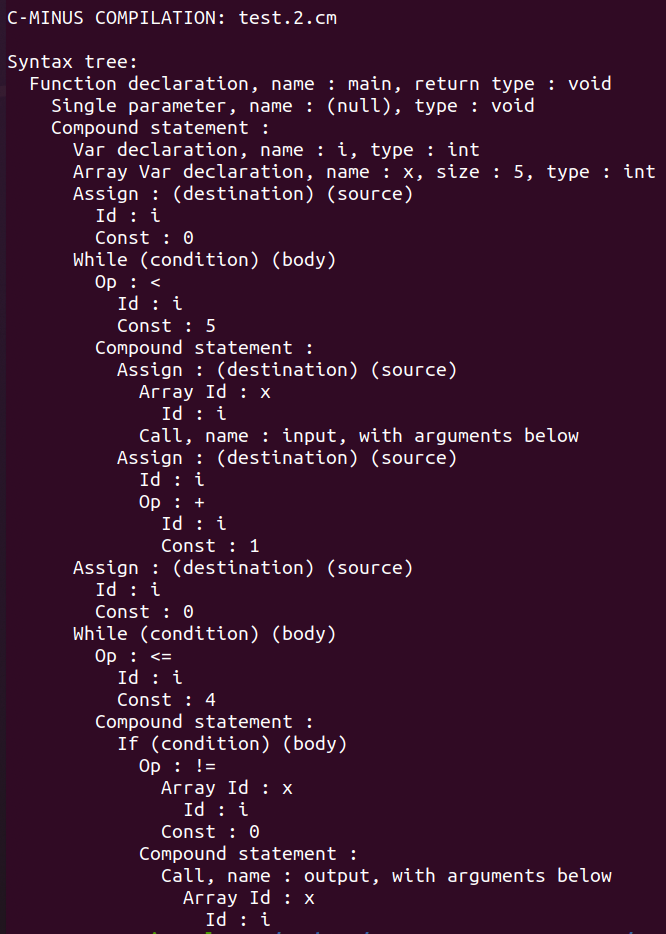 C-MINUS COMPILATION: test.2.cm
Syntax tree:
Function declaration, name : main, return type : void
Single parameter, name : (null), type : void
Compound statement :
Var declaration, name : i, type : int
Array Var declaration, name : x, size : 5, type : int
Assign : (destination) (source)
Id : i
Const : 0
While (condition) (body)
Op : <
Id : i
Const : 5
Compound statement :
Assign : (destination) (source)
Array Id : x
Id : i
Call, name : input, with arguments below
Assign : (destination) (source)
Id : i
Op : +
Id : i
Const : 1
Assign : (destination) (source)
Id : i
Const : 0
While (condition) (body)
Op : <=
Id : i
Const : 4
Compound statement :
If (condition) (body)
Op : !=
Array Id : x
Id : i
Const : 0
Compound statement :
Call, name : output, with arguments below
Array Id : x
Id : i